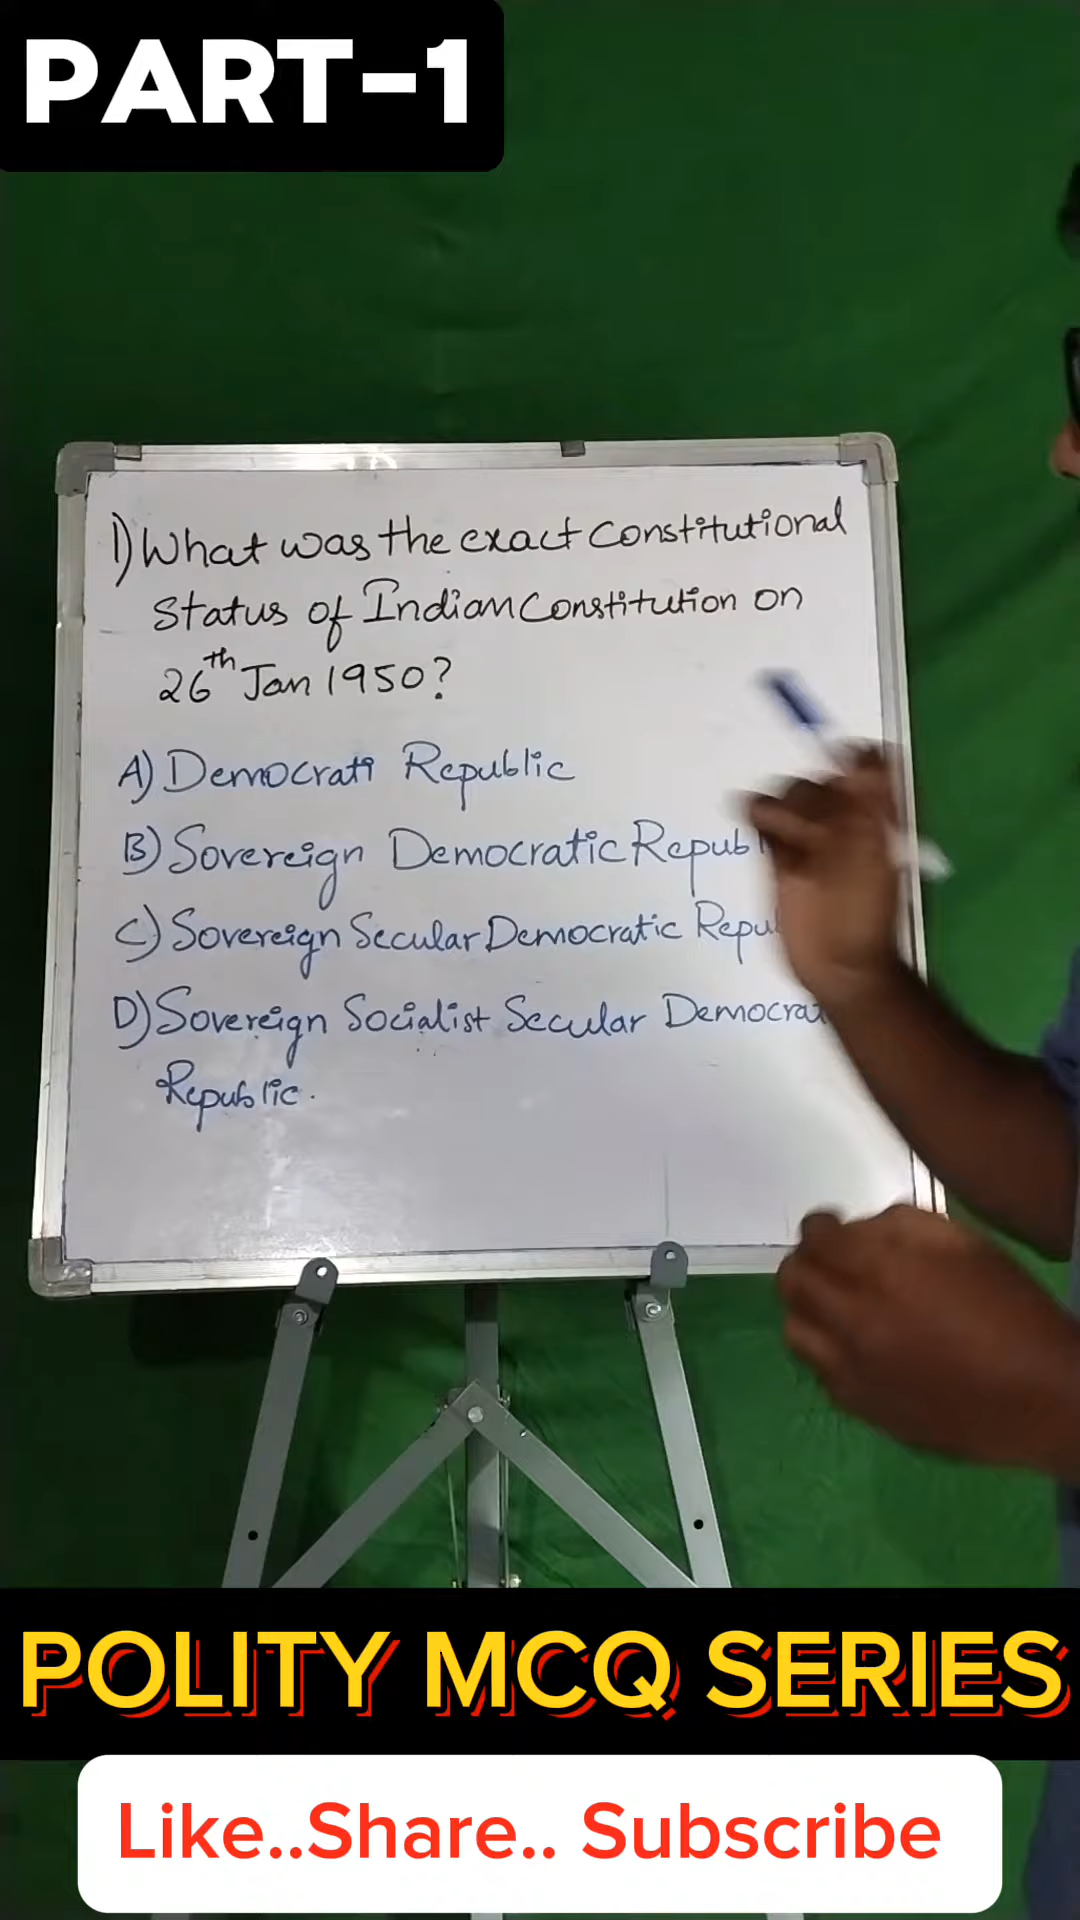 PART-1
1) What was the exact Constitutional
Status of Indian Constitution on
26th Jan 1950?
A) Democrati Republic
B) Sovereign Democratic
C) Sovereign Secular Democratic
D) Sovereign Socialist Secular
Republic.
POLITY MCQ SERIES
Like..Share.. Subscribe